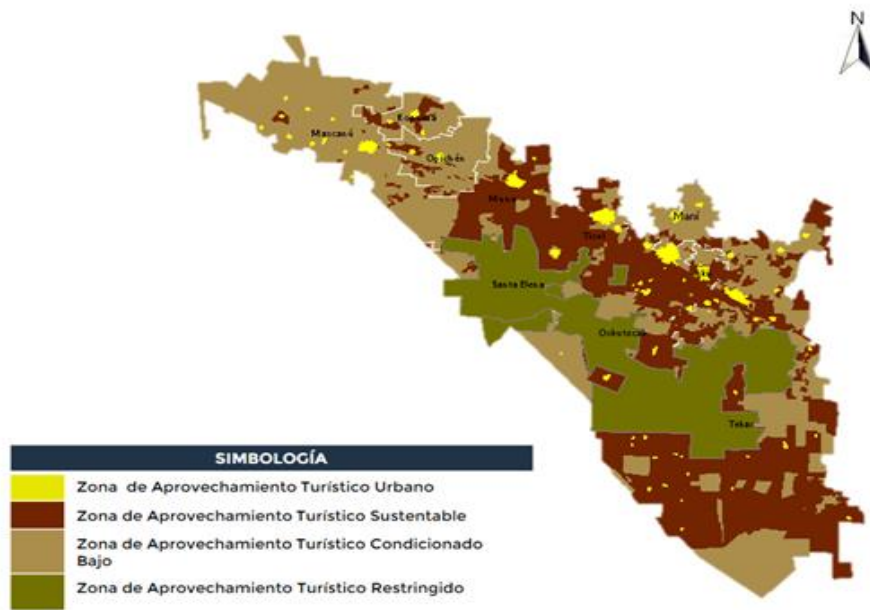 N
Kopomá
Maxcanú
Opichén
Muna
Maní
Ticul
Santa Elena
Oxkutzcab
Tekax
SIMBOLOGÍA
Zona de Aprovechamiento Turístico Urbano
Zona de Aprovechamiento Turístico Sustentable
Zona de Aprovechamiento Turístico Condicionado
Bajo
Zona de Aprovechamiento Turístico Restringido